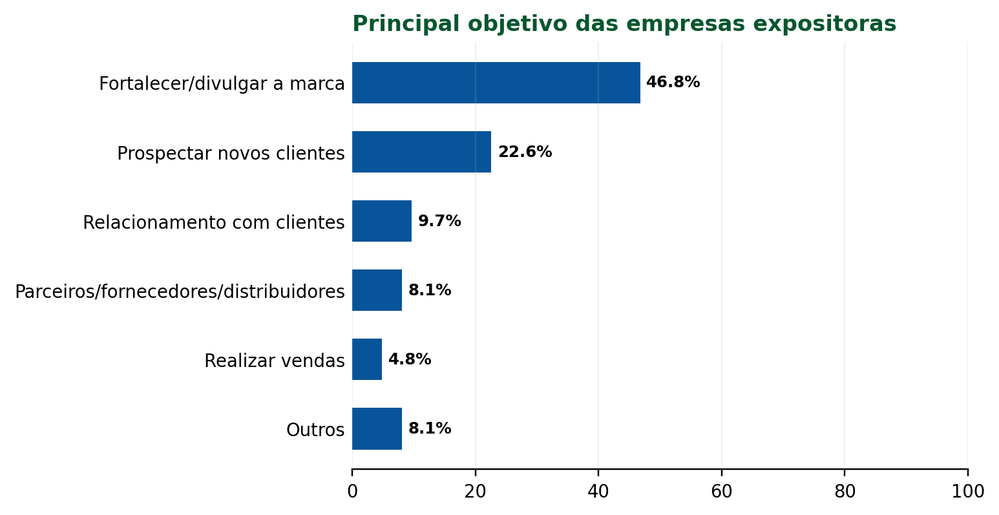 Principal objetivo das empresas expositoras
Fortalecer/divulgar a marca 46.8%
Prospectar novos clientes 22.6%
Relacionamento com clientes 9.7%
Parceiros/fornecedores/distribuidores 8.1%
Realizar vendas 4.8%
Outros 8.1%
0 20 40 60 80 100